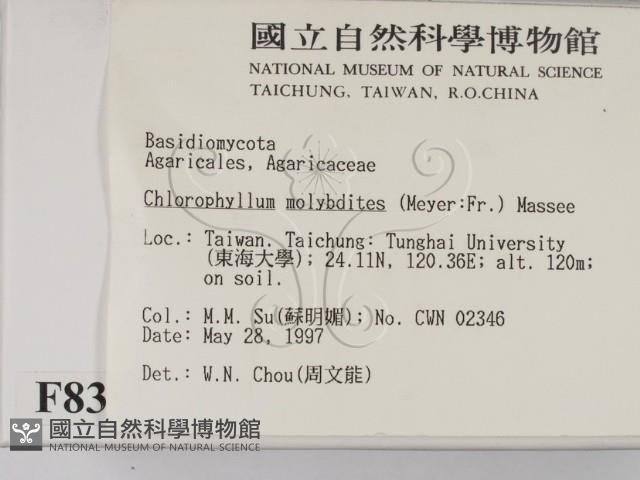 國立自然科學博物館
NATIONAL MUSEUM OF NATURAL SCIENCE
TAICHUNG, TAIWAN, R.O.CHINA
Basidiomycota
Agaricales, Agaricaceae
Chlorophyllum molybdites (Meyer:Fr.) Massee
Loc.: Taiwan. Taichung: Tunghai University
(東海大學); 24.11N, 120.36E; alt. 120m;
on soil.
Col.: M.M. Su(蘇明媚); No. CWN 02346
Date: May 28, 1997
Det.: W.N. Chou(周文能)
F83
國立自然科學博物館
NATIONAL MUSEUM OF NATURAL SCIENCE